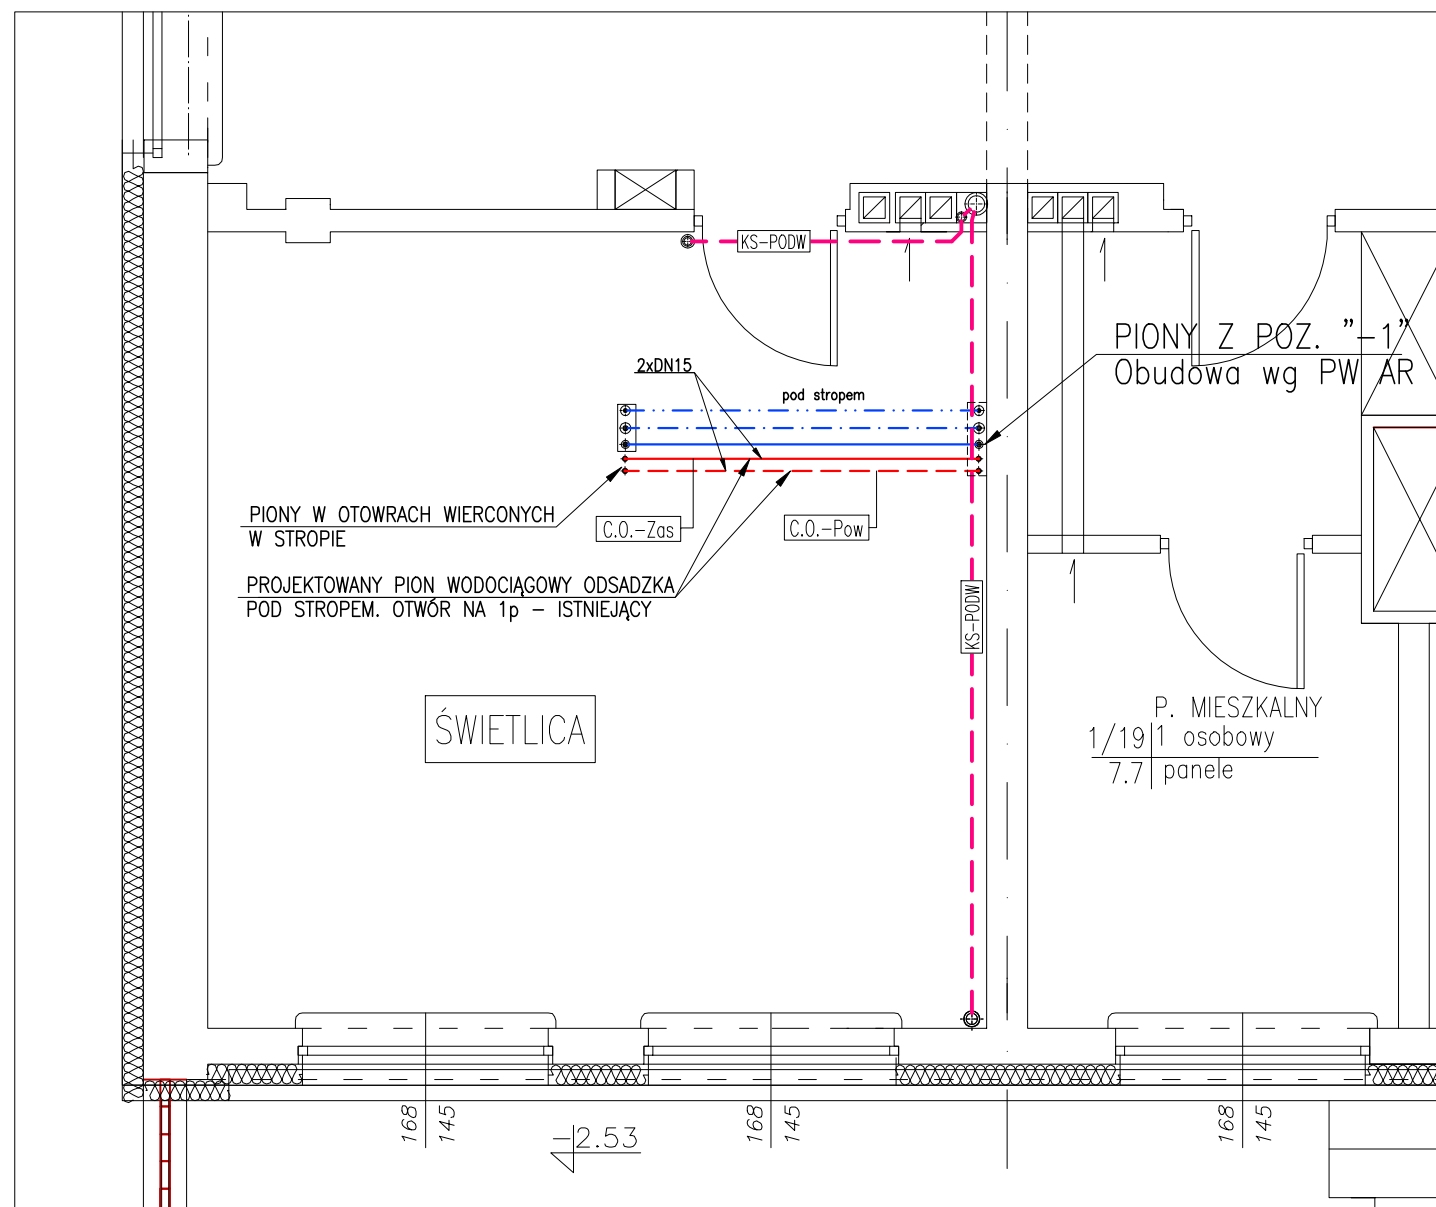 KS-PODW
PIONY Z POZ. "-1"
Obudowa wg PW AR
2xDN15
pod stropem
PIONY W OTOWRACH WIERCONYCH
W STROPIE
C.O.-Zas
C.O.-Pow
PROJEKTOWANY PION WODOCIĄGOWY ODSADZKA
POD STROPEM. OTWÓR NA 1p – ISTNIEJĄCY
KS-PODW
ŚWIETLICA
P. MIESZKALNY
1/19 1 osobowy
7.7 panele
168
145
168
145
168
145
-2.53